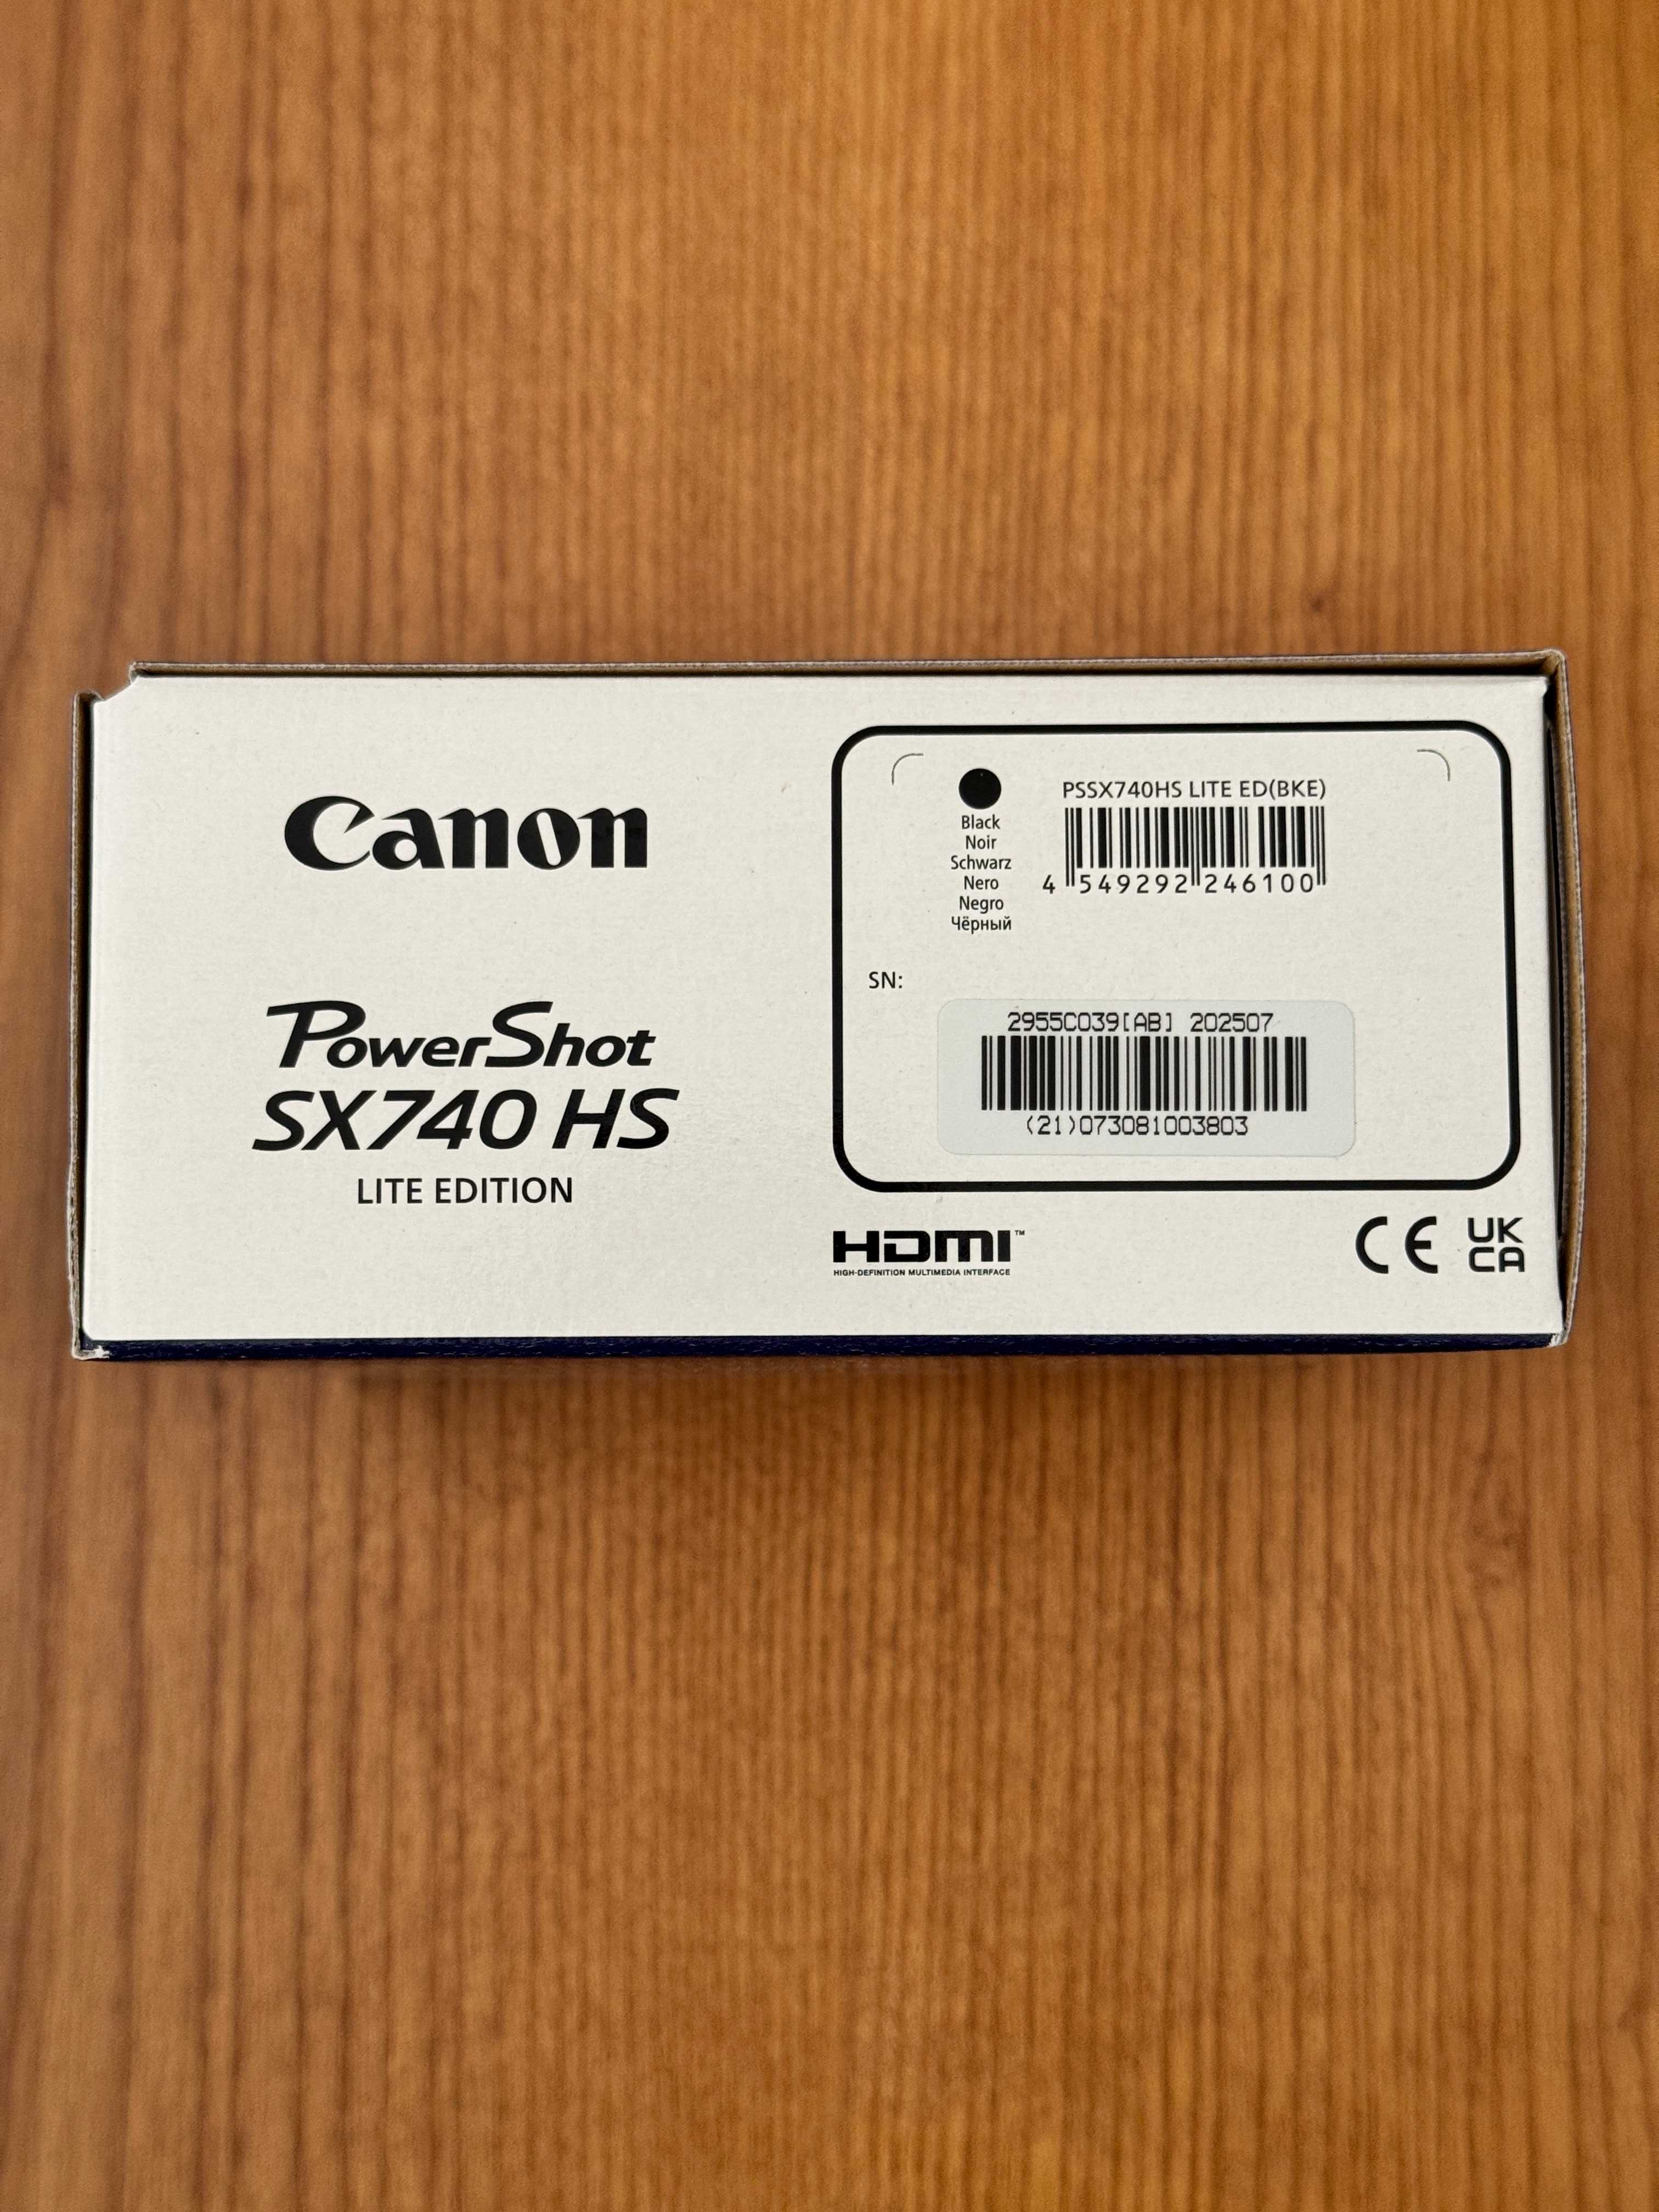 Canon
PowerShot
SX740 HS
LITE EDITION
Black
Noir
Schwarz
Nero
Negro
Чёрный
PSSX740HS LITE ED(BKE)
4 549292 246100
SN:
2955C039[AB] 202507
(21)073081003803
HDMI™
HIGH-DEFINITION MULTIMEDIA INTERFACE
CE
UK
CA